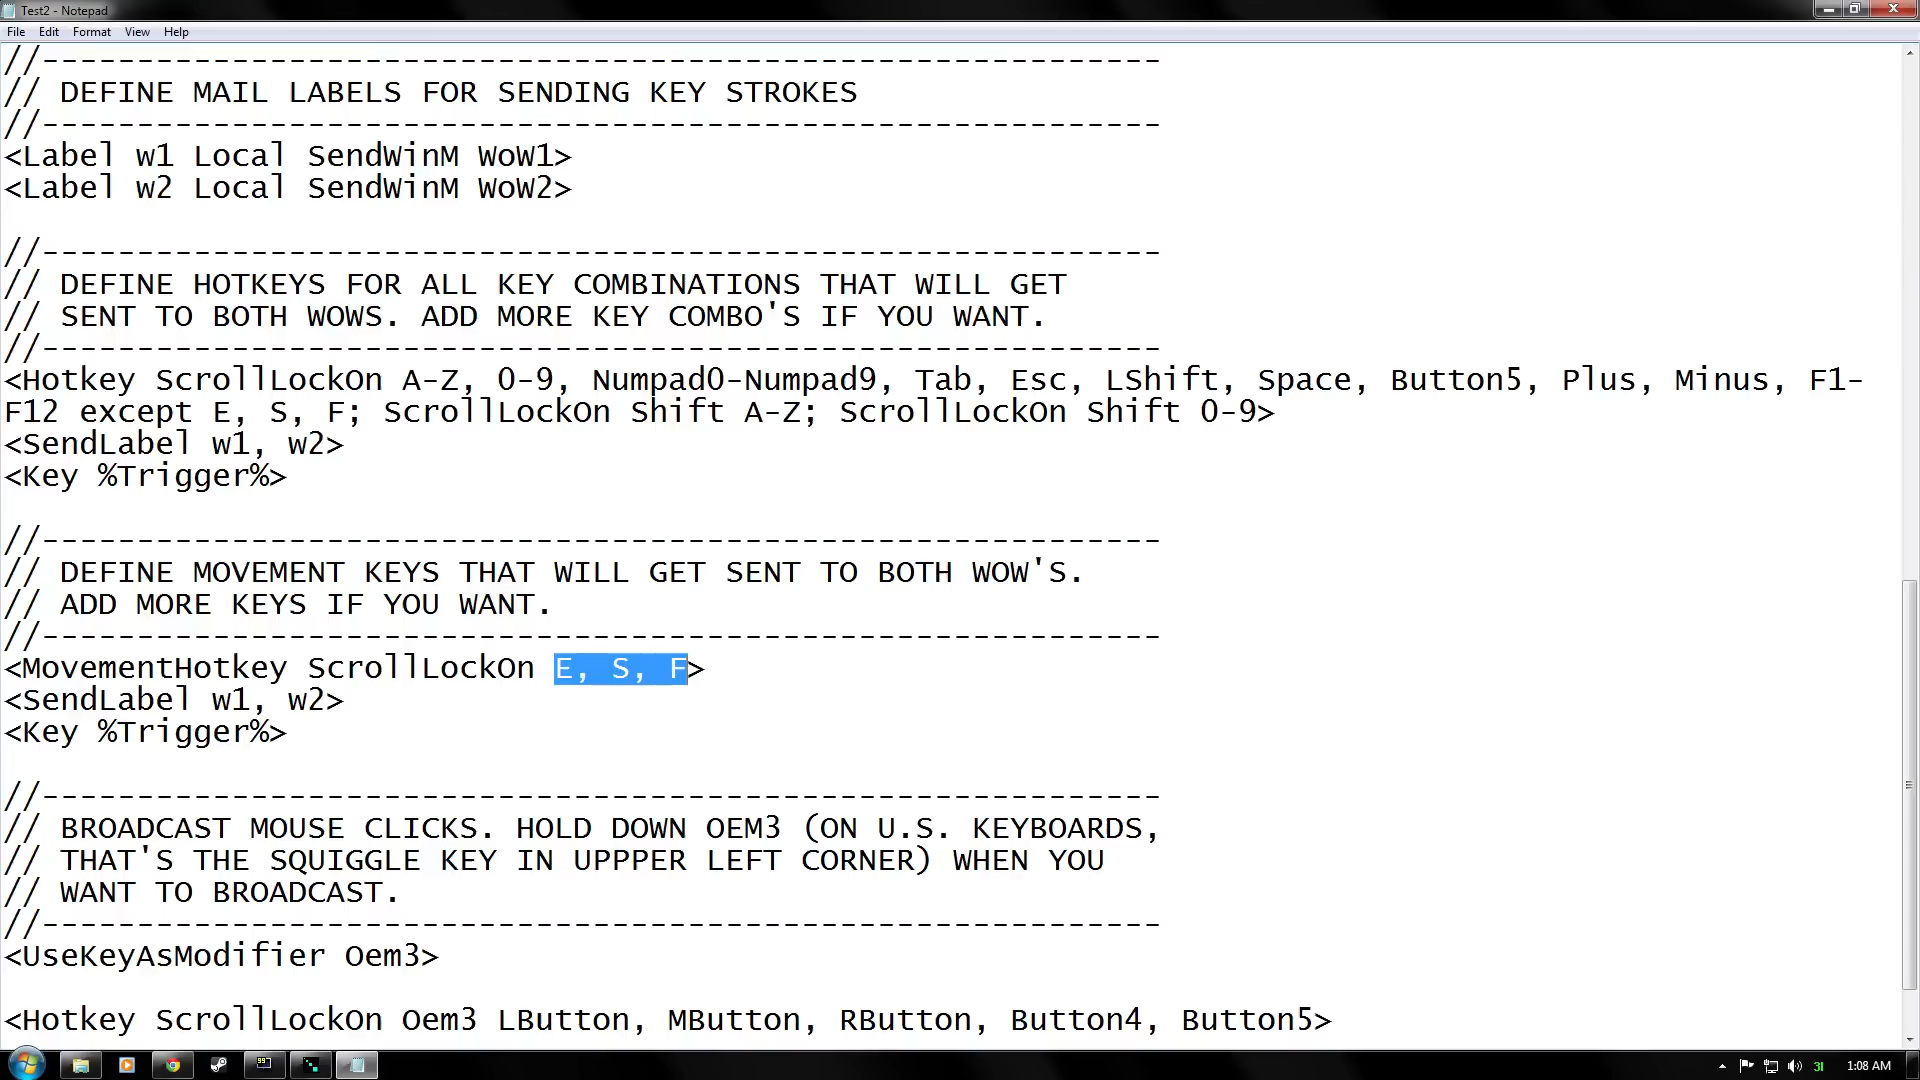 Test2 - Notepad
File Edit Format View Help
//-----------------------------------------------------------
// DEFINE MAIL LABELS FOR SENDING KEY STROKES
//-----------------------------------------------------------
<Label w1 Local SendWinM WoW1>
<Label w2 Local SendWinM WoW2>
//-----------------------------------------------------------
// DEFINE HOTKEYS FOR ALL KEY COMBINATIONS THAT WILL GET
// SENT TO BOTH WOWS. ADD MORE KEY COMBO'S IF YOU WANT.
//-----------------------------------------------------------
<Hotkey ScrollLockOn A-Z, 0-9, Numpad0-Numpad9, Tab, Esc, LShift, Space, Button5, Plus, Minus, F1-
F12 except E, S, F; ScrollLockOn Shift A-Z; ScrollLockOn Shift 0-9>
<SendLabel w1, w2>
<Key %Trigger%>
//-----------------------------------------------------------
// DEFINE MOVEMENT KEYS THAT WILL GET SENT TO BOTH WOW'S.
// ADD MORE KEYS IF YOU WANT.
//-----------------------------------------------------------
<MovementHotkey ScrollLockOn E, S, F>
<SendLabel w1, w2>
<Key %Trigger%>
//-----------------------------------------------------------
// BROADCAST MOUSE CLICKS. HOLD DOWN OEM3 (ON U.S. KEYBOARDS,
// THAT'S THE SQUIGGLE KEY IN UPPPER LEFT CORNER) WHEN YOU
// WANT TO BROADCAST.
//-----------------------------------------------------------
<UseKeyAsModifier Oem3>
<Hotkey ScrollLockOn Oem3 LButton, MButton, RButton, Button4, Button5>
99
31
1:08 AM